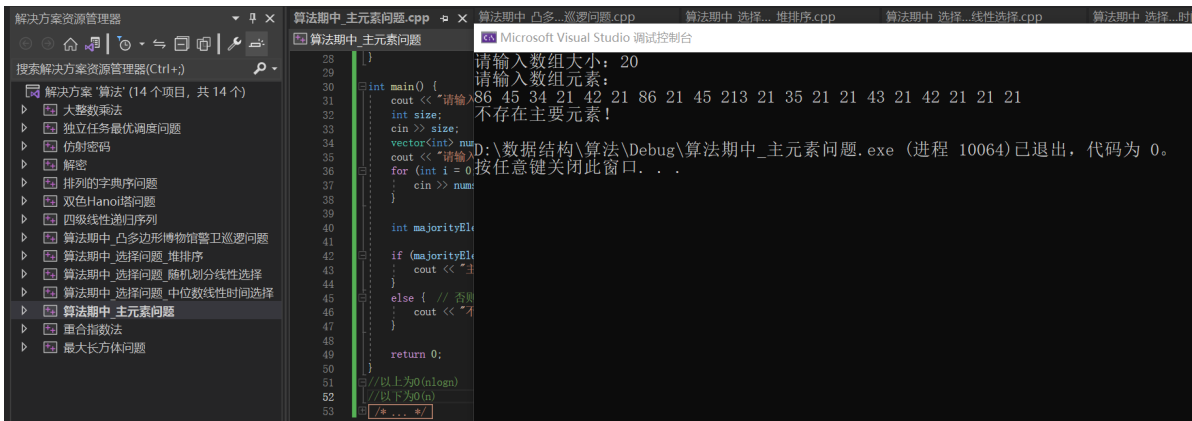 解决方案资源管理器
搜索解决方案资源管理器(Ctrl+;)
解决方案 '算法' (14 个项目，共 14 个)
大整数乘法
独立任务最优调度问题
仿射密码
解密
排列的字典序问题
双色Hanoi塔问题
四级线性递归序列
算法期中_凸多边形博物馆警卫巡逻问题
算法期中_选择问题_堆排序
算法期中_选择问题_随机划分线性选择
算法期中_选择问题_中位数线性时间选择
算法期中_主元素问题
重合指数法
最大长方体问题
算法期中_主元素问题.cpp
算法期中_凸多...巡逻问题.cpp
算法期中_选择... 堆排序.cpp
算法期中_选择...线性选择.cpp
算法期中_选择...时
算法期中_主元素问题
28 }
29
30 int main() {
31 cout << "请输入
32 int size;
33 cin >> size;
34 vector<int> num
35 cout << "请输入
36 for (int i = 0
37 cin >> nums
38 }
39
40 int majorityEle
41
42 if (majorityEle
43 cout << "主
44 }
45 else { // 否则
46 cout << "不
47 }
48
49 return 0;
50 }
51 //以上为O(nlogn)
52 //以下为O(n)
53 /* ... */
Microsoft Visual Studio 调试控制台
请输入数组大小：20
请输入数组元素：
86 45 34 21 42 21 86 21 45 213 21 35 21 21 43 21 42 21 21 21
不存在主要元素！
D:\数据结构\算法\Debug\算法期中_主元素问题.exe (进程 10064)已退出，代码为 0。
按任意键关闭此窗口. . .